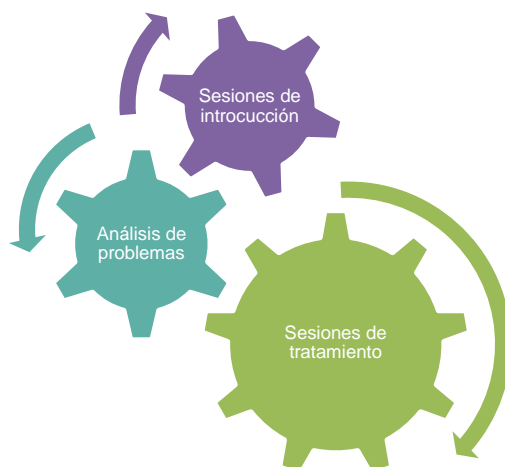 Sesiones de
introcucción
Análisis de
problemas
Sesiones de
tratamiento